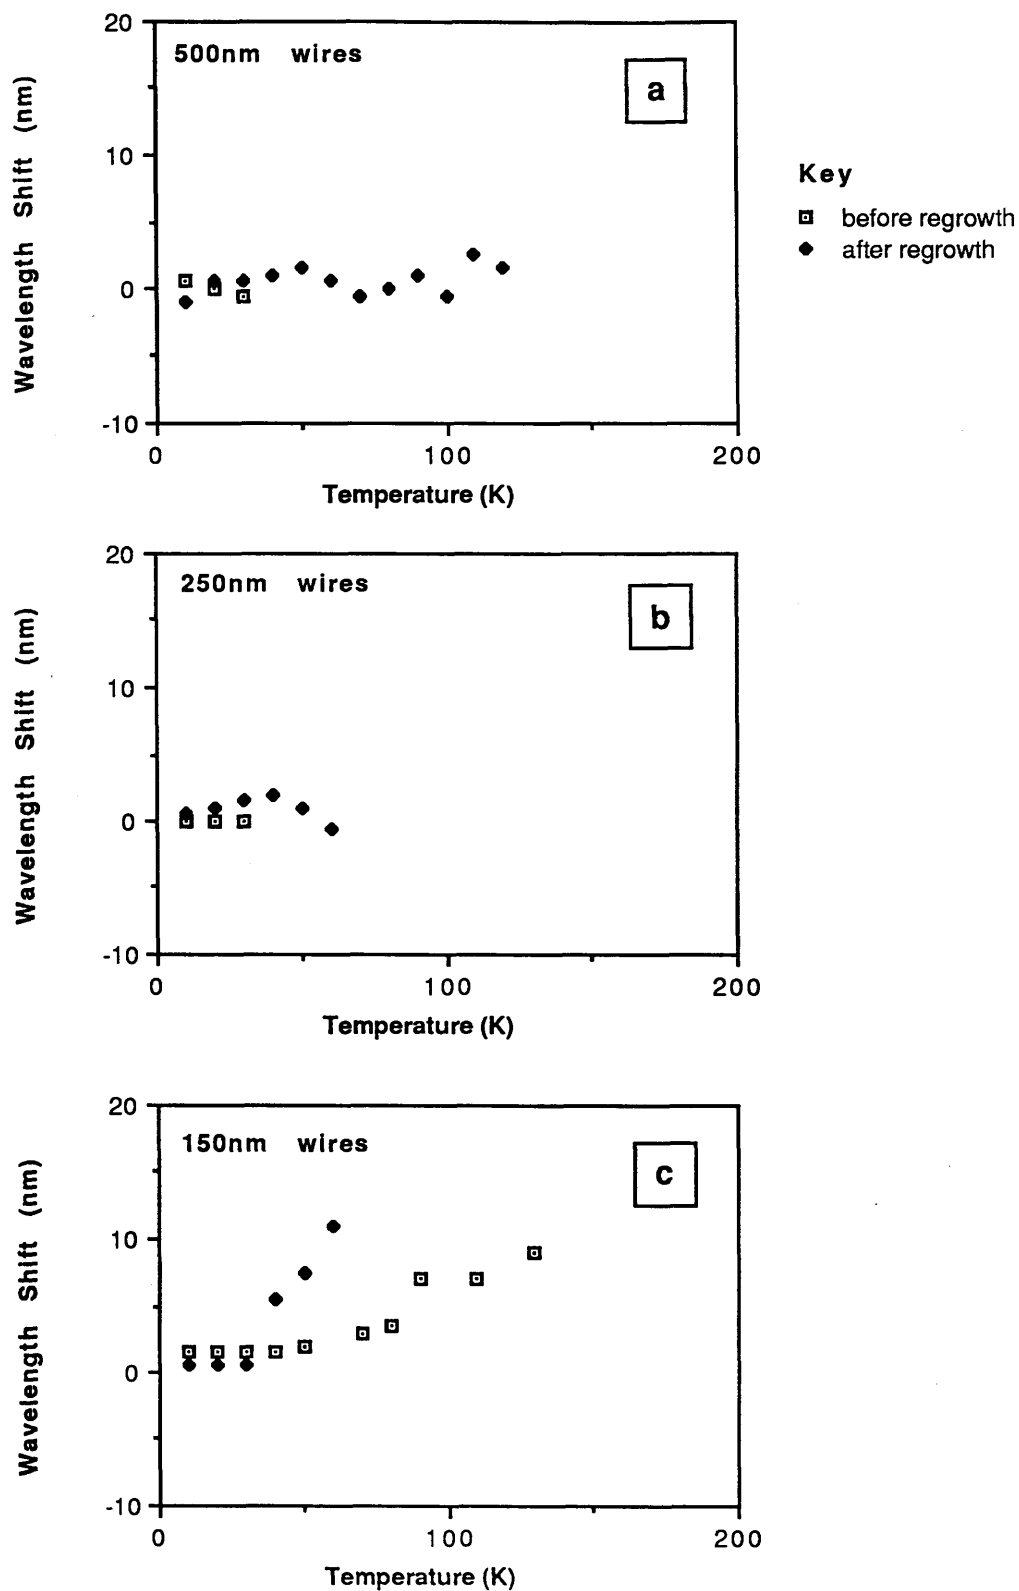 20
500nm wires
a
Wavelength Shift (nm)
10
0
-10
0 100 200
Temperature (K)
Key
before regrowth
after regrowth
20
250nm wires
b
Wavelength Shift (nm)
10
0
-10
0 100 200
Temperature (K)
20
150nm wires
c
Wavelength Shift (nm)
10
0
-10
0 100 200
Temperature (K)